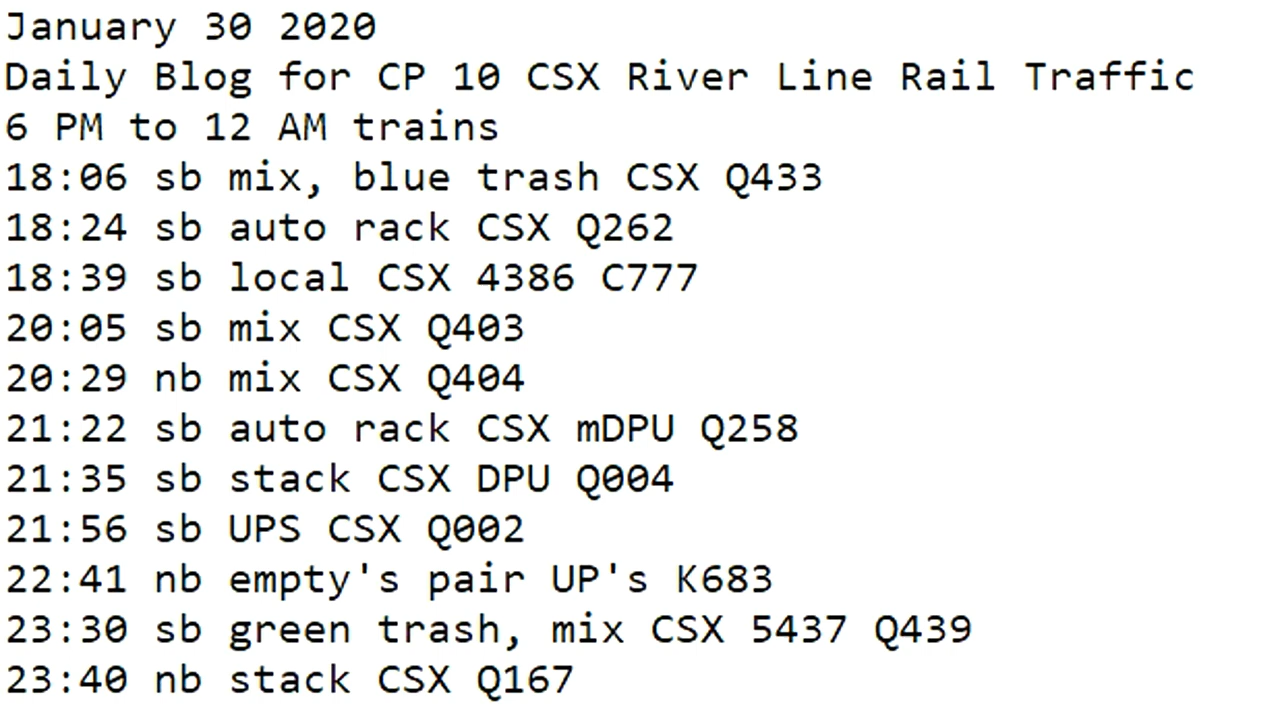 January 30 2020
Daily Blog for CP 10 CSX River Line Rail Traffic
6 PM to 12 AM trains
18:06 sb mix, blue trash CSX Q433
18:24 sb auto rack CSX Q262
18:39 sb local CSX 4386 C777
20:05 sb mix CSX Q403
20:29 nb mix CSX Q404
21:22 sb auto rack CSX mDPU Q258
21:35 sb stack CSX DPU Q004
21:56 sb UPS CSX Q002
22:41 nb empty's pair UP's K683
23:30 sb green trash, mix CSX 5437 Q439
23:40 nb stack CSX Q167